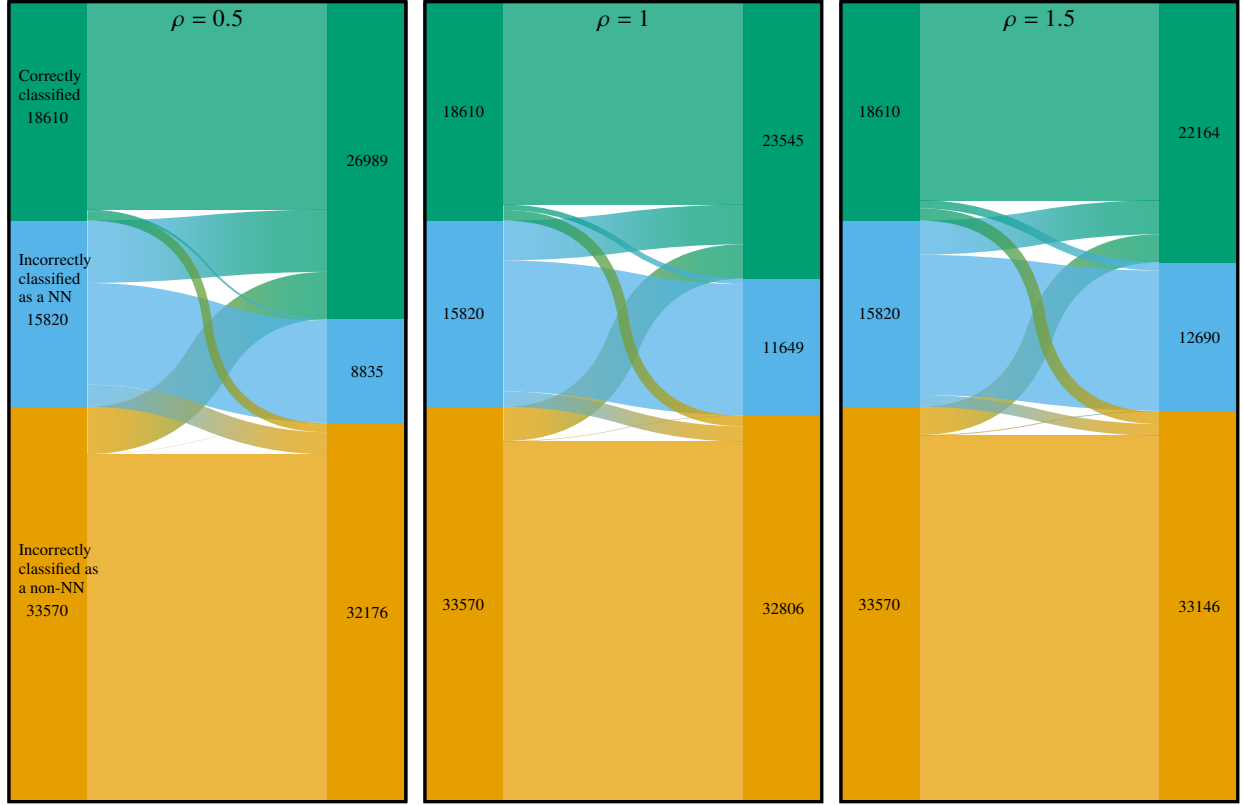 ρ = 0.5
Correctly
classified
18610
26989
Incorrectly
classified
as a NN
15820
8835
Incorrectly
classified as
a non-NN
33570
32176
ρ = 1
18610
23545
15820
11649
33570
32806
ρ = 1.5
18610
22164
15820
12690
33570
33146